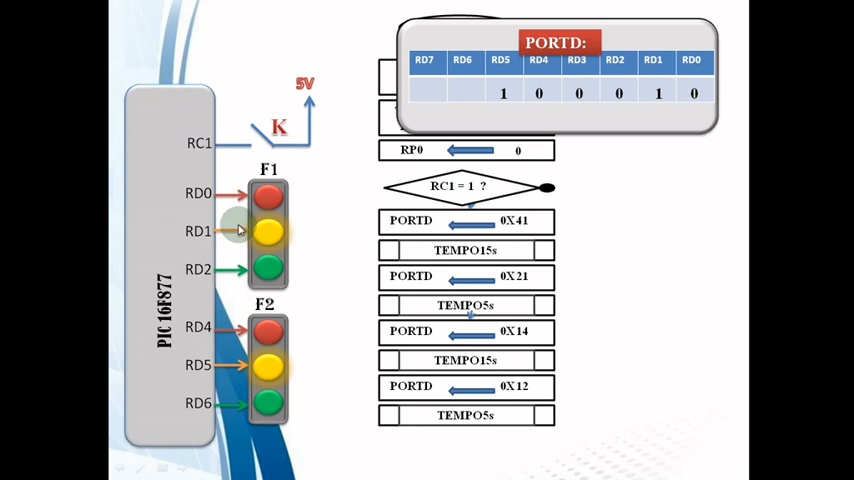 PORTD:
RD7 RD6 RD5 RD4 RD3 RD2 RD1 RD0
1 0 0 0 1 0
5V
K
RC1
F1
RD0
RD1
RD2
F2
RD4
RD5
RD6
PIC 16F877
RP0 0
RC1 = 1 ?
PORTD 0X41
TEMPO15s
PORTD 0X21
TEMPO5s
PORTD 0X14
TEMPO15s
PORTD 0X12
TEMPO5s